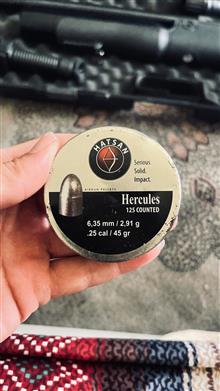 HATSAN
Serious.
Solid.
Impact.
AIRGUN PELLETS
Hercules
125 COUNTED
6,35 mm / 2,91 g
.25 cal / 45 gr